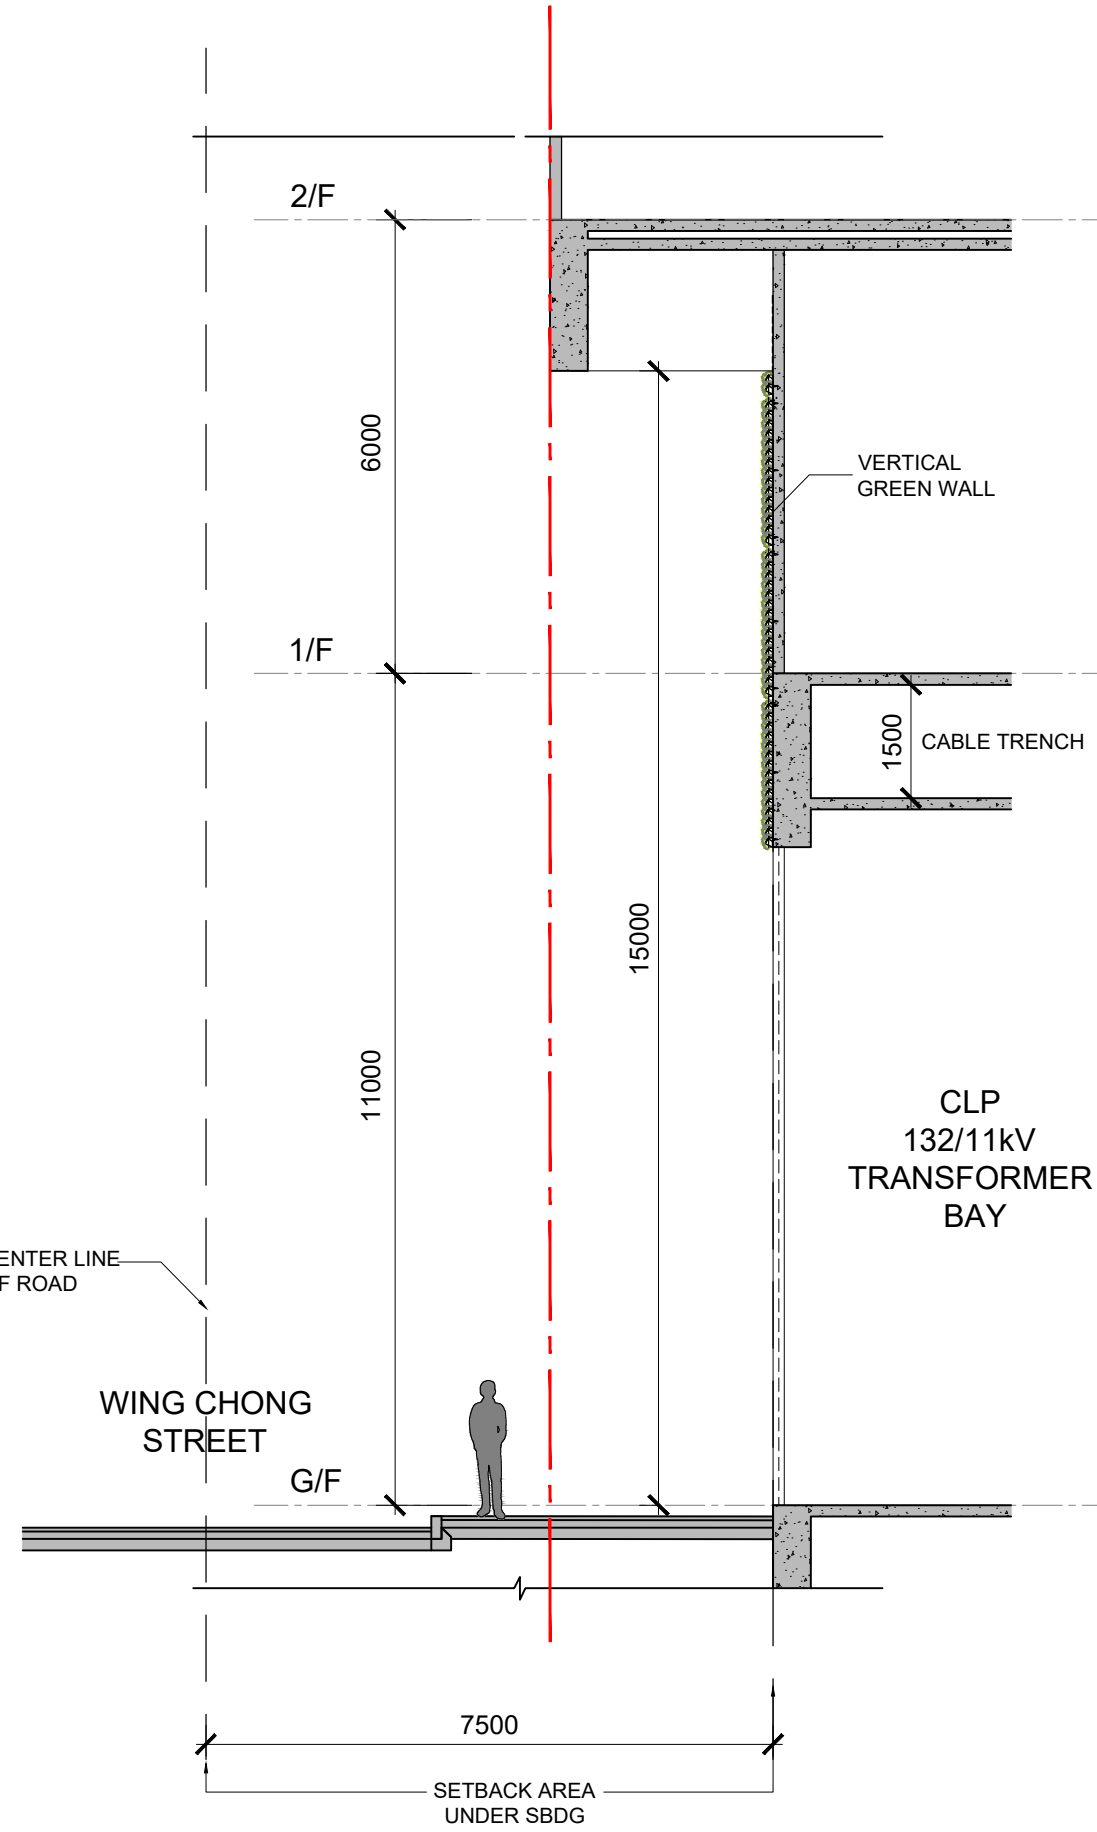 2/F
6000
VERTICAL
GREEN WALL
1/F
1500
CABLE TRENCH
15000
11000
CLP
132/11kV
TRANSFORMER
BAY
ENTER LINE
F ROAD
WING CHONG
STREET
G/F
7500
SETBACK AREA
UNDER SBDG